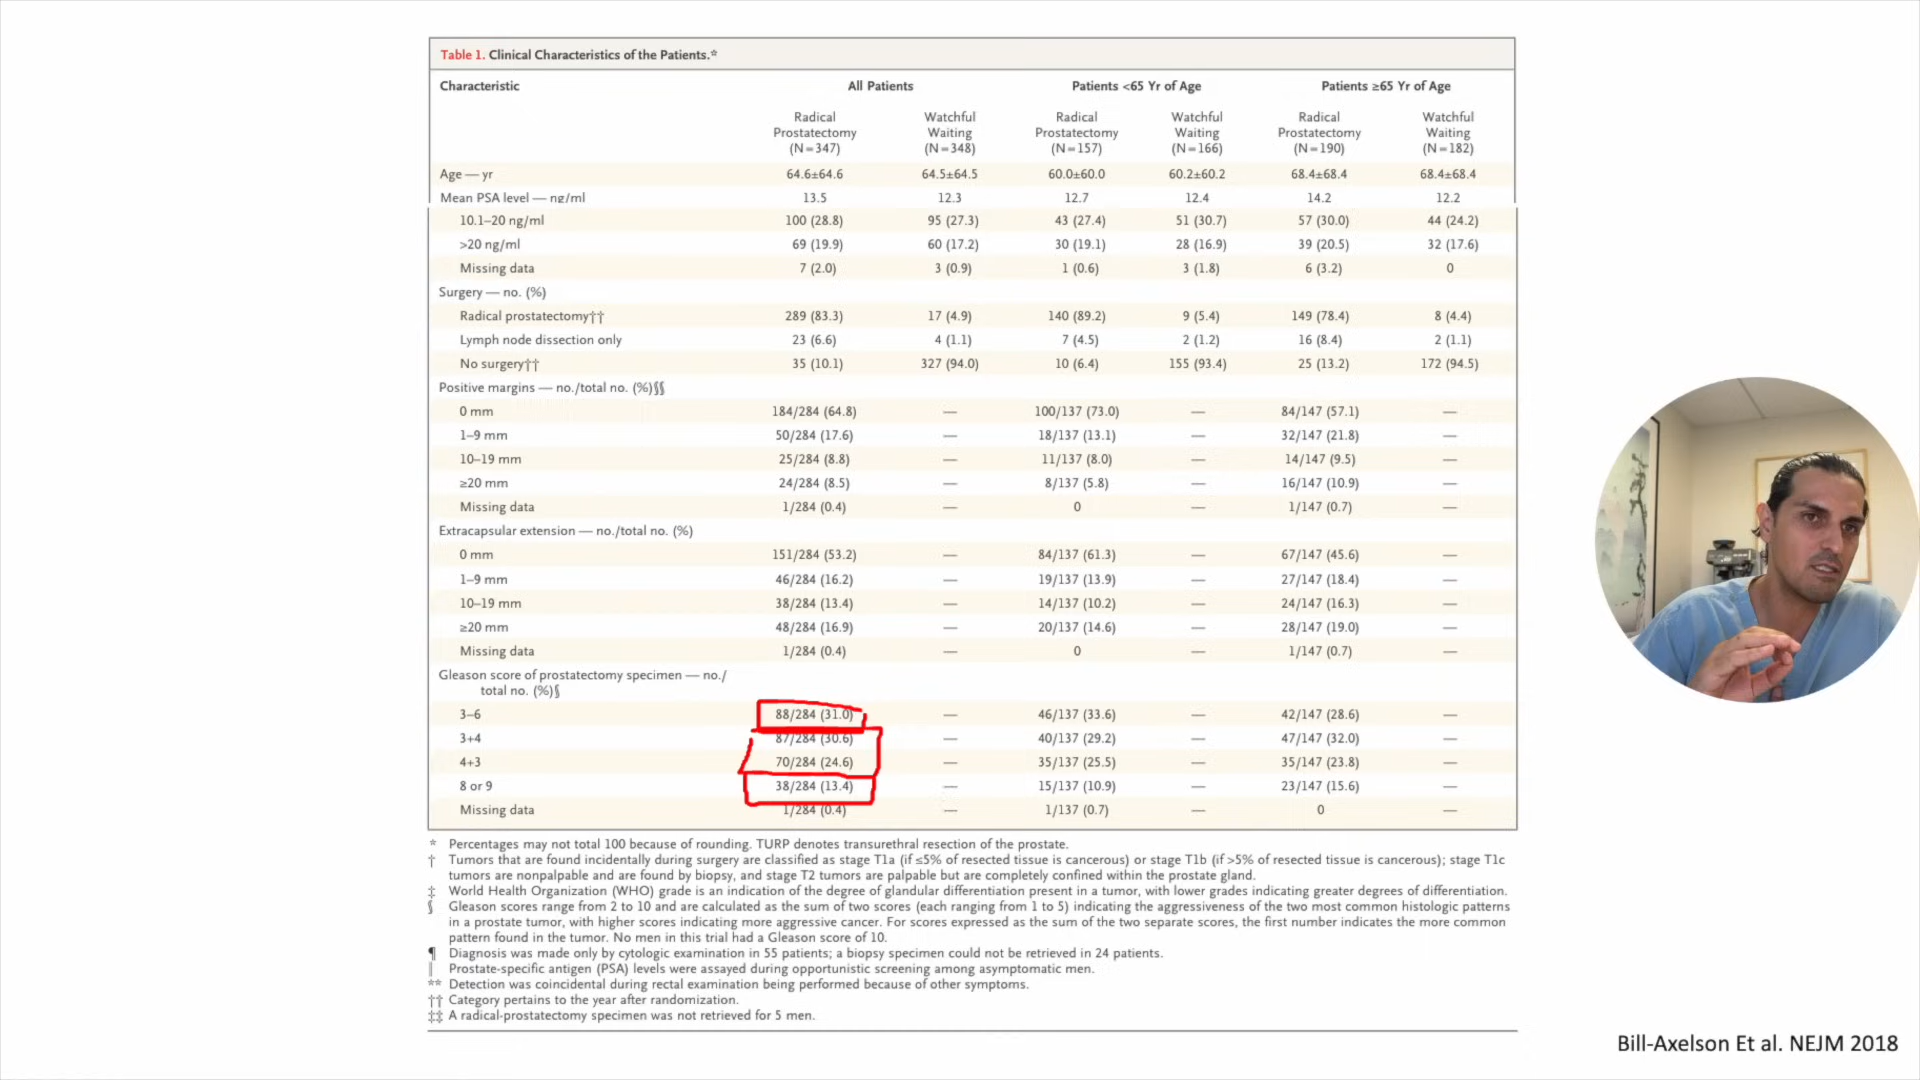 Table 1. Clinical Characteristics of the Patients.*
Characteristic All Patients Patients <65 Yr of Age Patients ≥65 Yr of Age
Radical Prostatectomy (N=347) Watchful Waiting (N=348) Radical Prostatectomy (N=157) Watchful Waiting (N=166) Radical Prostatectomy (N=190) Watchful Waiting (N=182)
Age — yr 64.6±64.6 64.5±64.5 60.0±60.0 60.2±60.2 68.4±68.4 68.4±68.4
Mean PSA level — ng/ml 13.5 12.3 12.7 12.4 14.2 12.2
10.1–20 ng/ml 100 (28.8) 95 (27.3) 43 (27.4) 51 (30.7) 57 (30.0) 44 (24.2)
>20 ng/ml 69 (19.9) 60 (17.2) 30 (19.1) 28 (16.9) 39 (20.5) 32 (17.6)
Missing data 7 (2.0) 3 (0.9) 1 (0.6) 3 (1.8) 6 (3.2) 0
Surgery — no. (%)
Radical prostatectomy†† 289 (83.3) 17 (4.9) 140 (89.2) 9 (5.4) 149 (78.4) 8 (4.4)
Lymph node dissection only 23 (6.6) 4 (1.1) 7 (4.5) 2 (1.2) 16 (8.4) 2 (1.1)
No surgery†† 35 (10.1) 327 (94.0) 10 (6.4) 155 (93.4) 25 (13.2) 172 (94.5)
Positive margins — no./total no. (%)§§
0 mm 184/284 (64.8) — 100/137 (73.0) — 84/147 (57.1) —
1–9 mm 50/284 (17.6) — 18/137 (13.1) — 32/147 (21.8) —
10–19 mm 25/284 (8.8) — 11/137 (8.0) — 14/147 (9.5) —
≥20 mm 24/284 (8.5) — 8/137 (5.8) — 16/147 (10.9) —
Missing data 1/284 (0.4) — 0 — 1/147 (0.7) —
Extracapsular extension — no./total no. (%)
0 mm 151/284 (53.2) — 84/137 (61.3) — 67/147 (45.6) —
1–9 mm 46/284 (16.2) — 19/137 (13.9) — 27/147 (18.4) —
10–19 mm 38/284 (13.4) — 14/137 (10.2) — 24/147 (16.3) —
≥20 mm 48/284 (16.9) — 20/137 (14.6) — 28/147 (19.0) —
Missing data 1/284 (0.4) — 0 — 1/147 (0.7) —
Gleason score of prostatectomy specimen — no./
total no. (%)§
3–6 88/284 (31.0) — 46/137 (33.6) — 42/147 (28.6) —
3+4 87/284 (30.6) — 40/137 (29.2) — 47/147 (32.0) —
4+3 70/284 (24.6) — 35/137 (25.5) — 35/147 (23.8) —
8 or 9 38/284 (13.4) — 15/137 (10.9) — 23/147 (15.6) —
Missing data 1/284 (0.4) — 1/137 (0.7) — 0 —
* Percentages may not total 100 because of rounding. TURP denotes transurethral resection of the prostate.
† Tumors that are found incidentally during surgery are classified as stage T1a (if ≤5% of resected tissue is cancerous) or stage T1b (if >5% of resected tissue is cancerous); stage T1c
tumors are nonpalpable and are found by biopsy, and stage T2 tumors are palpable but are completely confined within the prostate gland.
‡ World Health Organization (WHO) grade is an indication of the degree of glandular differentiation present in a tumor, with lower grades indicating greater degrees of differentiation.
§ Gleason scores range from 2 to 10 and are calculated as the sum of two scores (each ranging from 1 to 5) indicating the aggressiveness of the two most common histologic patterns
in a prostate tumor, with higher scores indicating more aggressive cancer. For scores expressed as the sum of the two separate scores, the first number indicates the more common
pattern found in the tumor. No men in this trial had a Gleason score of 10.
¶ Diagnosis was made only by cytologic examination in 55 patients; a biopsy specimen could not be retrieved in 24 patients.
‖ Prostate-specific antigen (PSA) levels were assayed during opportunistic screening among asymptomatic men.
** Detection was coincidental during rectal examination being performed because of other symptoms.
†† Category pertains to the year after randomization.
‡‡ A radical-prostatectomy specimen was not retrieved for 5 men.
Bill-Axelson Et al. NEJM 2018